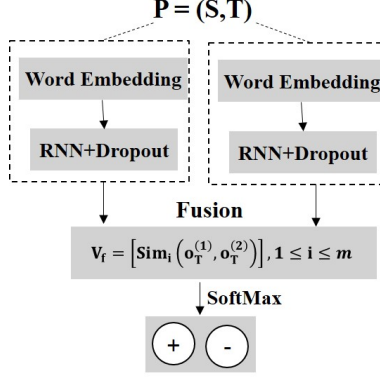 P = (S,T)
Word Embedding
Word Embedding
RNN+Dropout
RNN+Dropout
Fusion
V_f = [Sim_i (o_T^(1), o_T^(2))], 1 ≤ i ≤ m
SoftMax
+ -